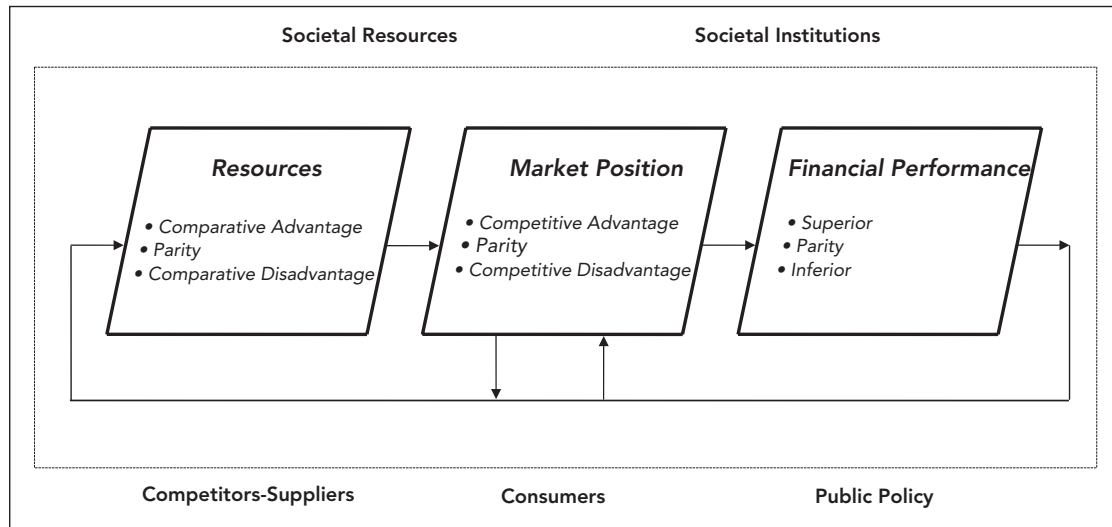 Societal Resources
Societal Institutions
Resources
• Comparative Advantage
• Parity
• Comparative Disadvantage
Market Position
• Competitive Advantage
• Parity
• Competitive Disadvantage
Financial Performance
• Superior
• Parity
• Inferior
Competitors-Suppliers
Consumers
Public Policy